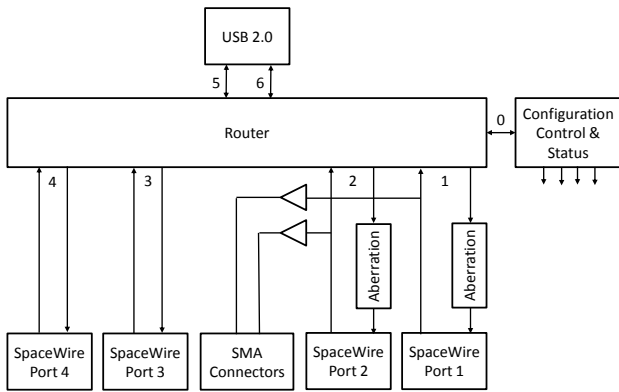 USB 2.0
5
6
Router
0
Configuration
Control &
Status
4
3
2
1
Aberration
Aberration
SpaceWire
Port 4
SpaceWire
Port 3
SMA
Connectors
SpaceWire
Port 2
SpaceWire
Port 1